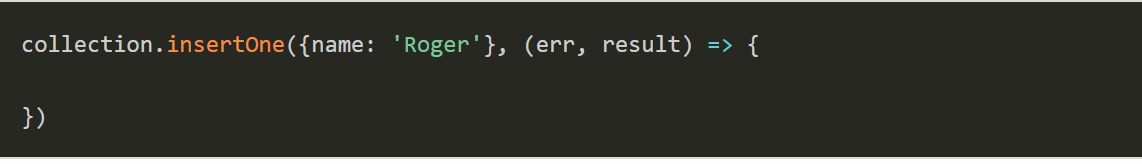 collection.insertOne({name: 'Roger'}, (err, result) => {
})